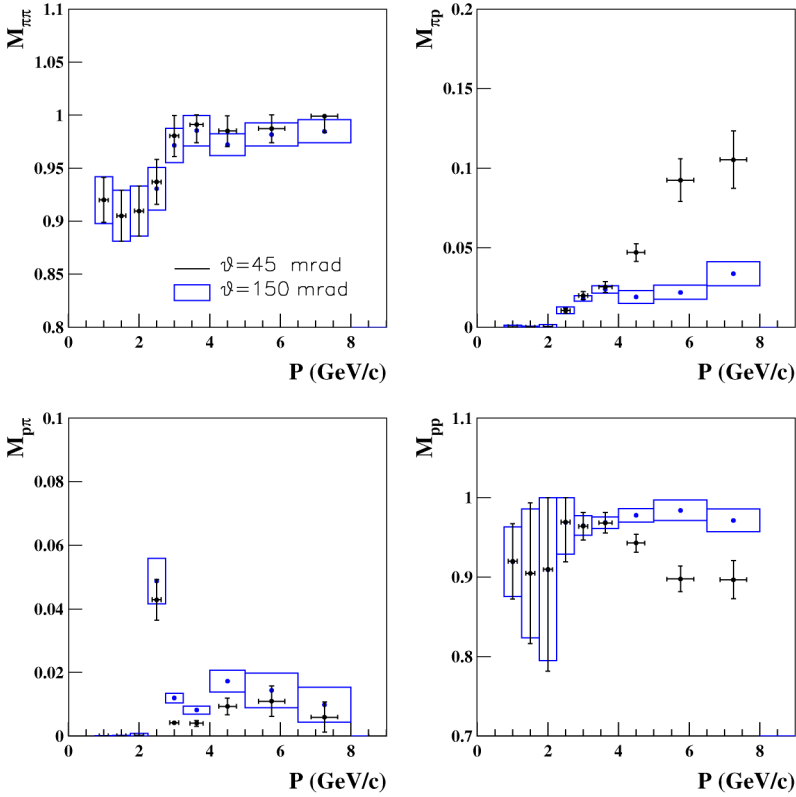 M_ππ
1.1
1.05
1
0.95
0.9
0.85
0.8
ϑ=45 mrad
ϑ=150 mrad
0 2 4 6 8
P (GeV/c)
M_πp
0.2
0.15
0.1
0.05
0
0 2 4 6 8
P (GeV/c)
M_pπ
0.1
0.08
0.06
0.04
0.02
0
0 2 4 6 8
P (GeV/c)
M_pp
1.1
1
0.9
0.8
0.7
0 2 4 6 8
P (GeV/c)